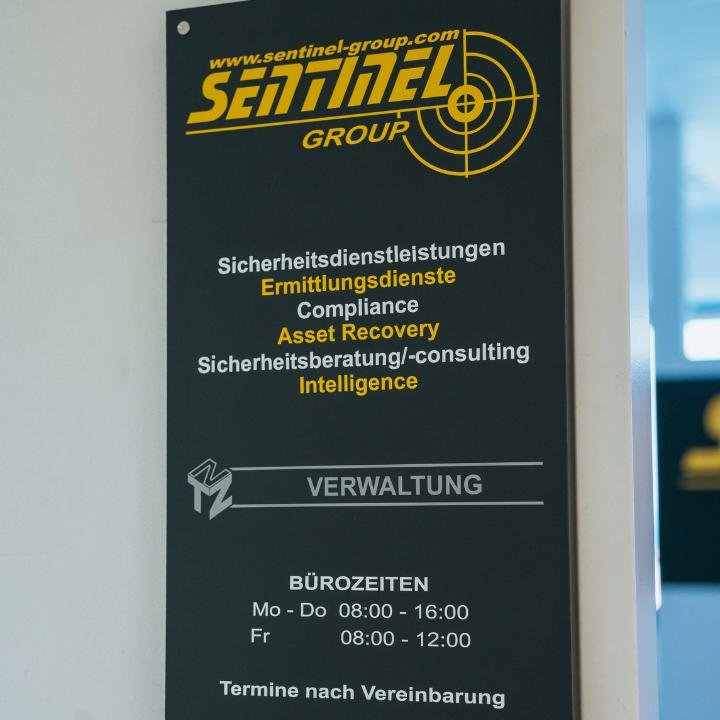 www.sentinel-group.com
SENTINEL
GROUP
Sicherheitsdienstleistungen
Ermittlungsdienste
Compliance
Asset Recovery
Sicherheitsberatung/-consulting
Intelligence
VERWALTUNG
BÜROZEITEN
Mo - Do 08:00 - 16:00
Fr 08:00 - 12:00
Termine nach Vereinbarung